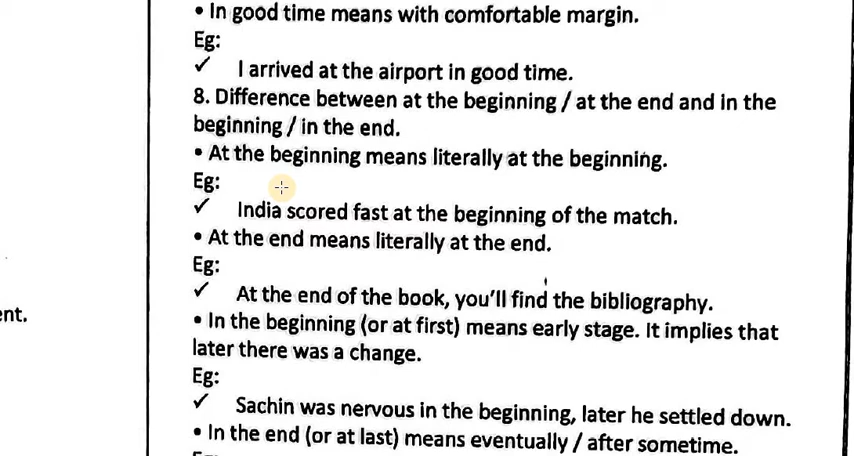 • In good time means with comfortable margin.
Eg:
✓ I arrived at the airport in good time.
8. Difference between at the beginning / at the end and in the
beginning / in the end.
• At the beginning means literally at the beginning.
Eg:
✓ India scored fast at the beginning of the match.
• At the end means literally at the end.
Eg:
✓ At the end of the book, you'll find the bibliography.
ent.
• In the beginning (or at first) means early stage. It implies that
later there was a change.
Eg:
✓ Sachin was nervous in the beginning, later he settled down.
• In the end (or at last) means eventually / after sometime.